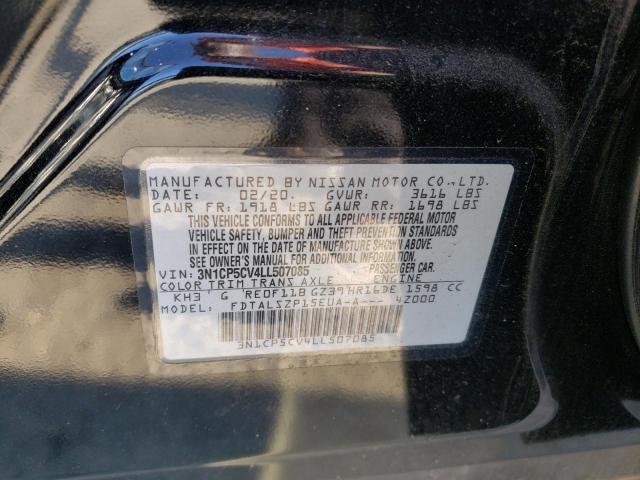 MANUFACTURED BY NISSAN MOTOR CO., LTD.
DATE: 02/20 GVWR: 3616 LBS
GAWR FR: 1918 LBS GAWR RR: 1698 LBS
THIS VEHICLE CONFORMS TO ALL APPLICABLE FEDERAL MOTOR
VEHICLE SAFETY, BUMPER AND THEFT PREVENTION STANDARDS
IN EFFECT ON THE DATE OF MANUFACTURE SHOWN ABOVE.
SEE OWNER'S MANUAL FOR ADDITIONAL INFORMATION.
VIN: 3N1CP5CV4LL507085 PASSENGER CAR
COLOR TRIM TRANS AXLE ENGINE
KH3 G RE0F11B GZ39 HR16DE 1598 CC
MODEL: FDTALSZP15EUA-A--- 4Z000
3N1CP5CV4LL507085